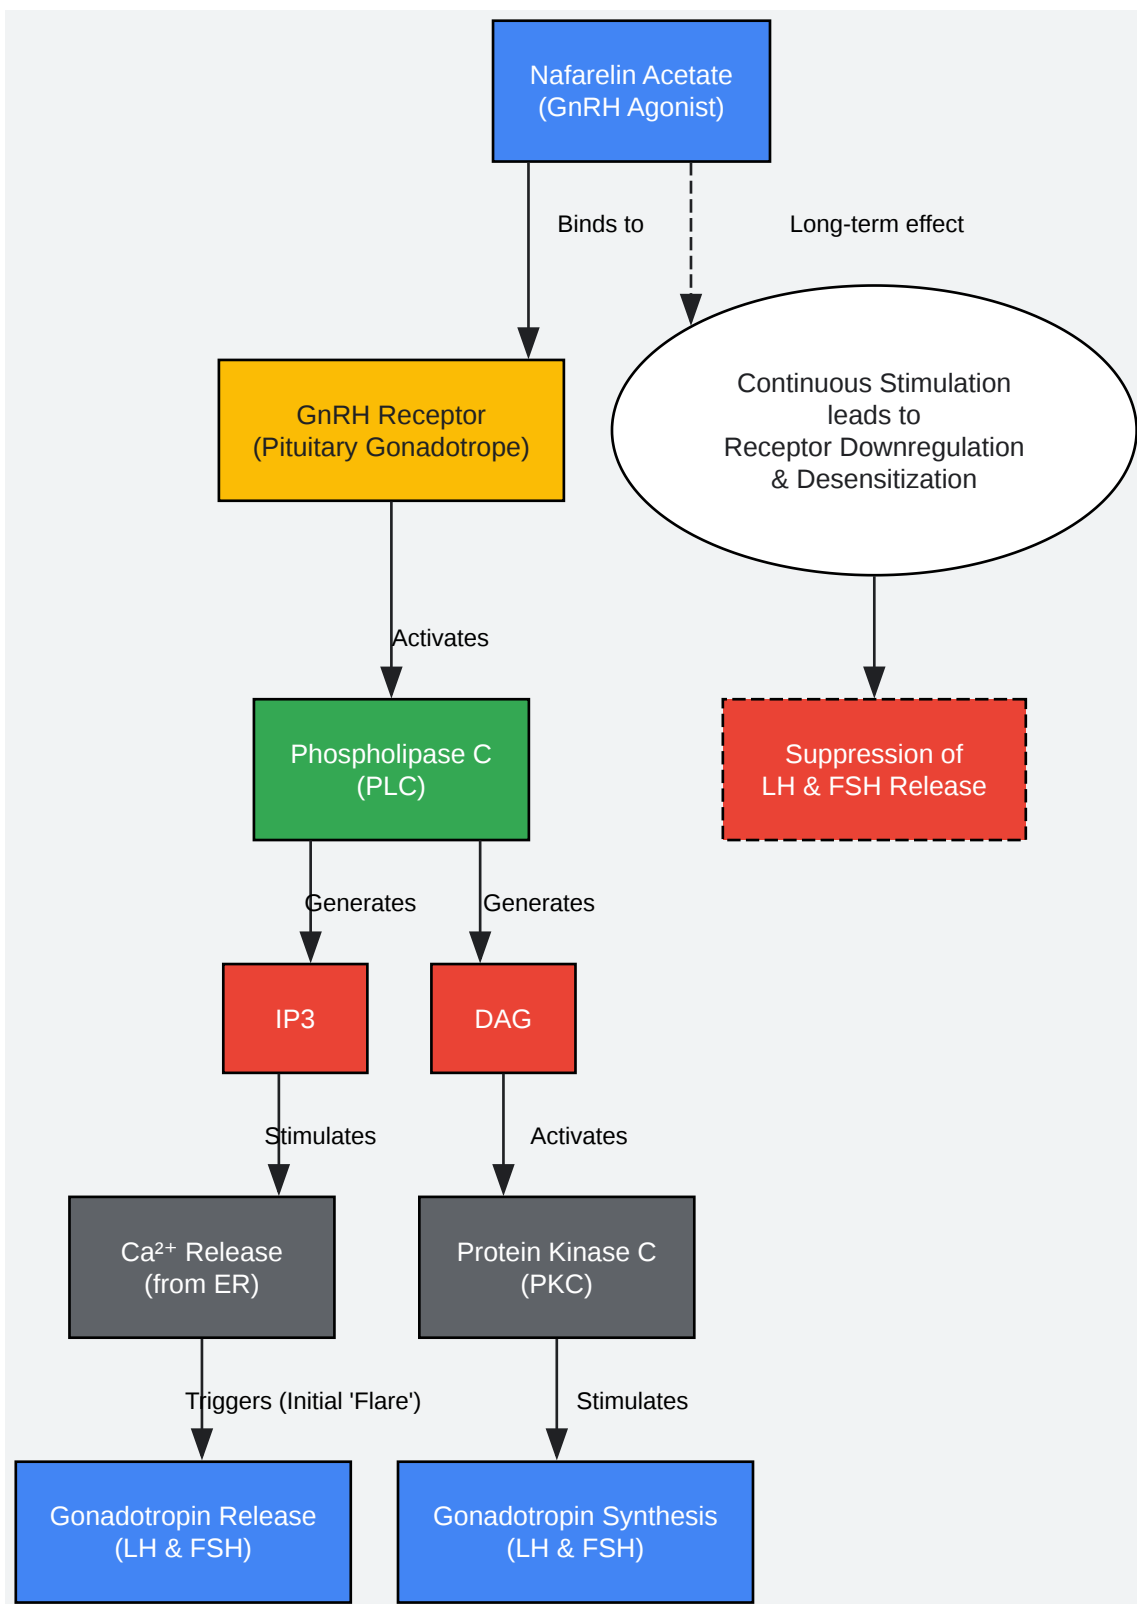 Nafarelin Acetate
(GnRH Agonist)
Binds to
Long-term effect
GnRH Receptor
(Pituitary Gonadotrope)
Continuous Stimulation
leads to
Receptor Downregulation
& Desensitization
Activates
Phospholipase C
(PLC)
Suppression of
LH & FSH Release
Generates
Generates
IP3
DAG
Stimulates
Activates
Ca²⁺ Release
(from ER)
Protein Kinase C
(PKC)
Triggers (Initial 'Flare')
Stimulates
Gonadotropin Release
(LH & FSH)
Gonadotropin Synthesis
(LH & FSH)